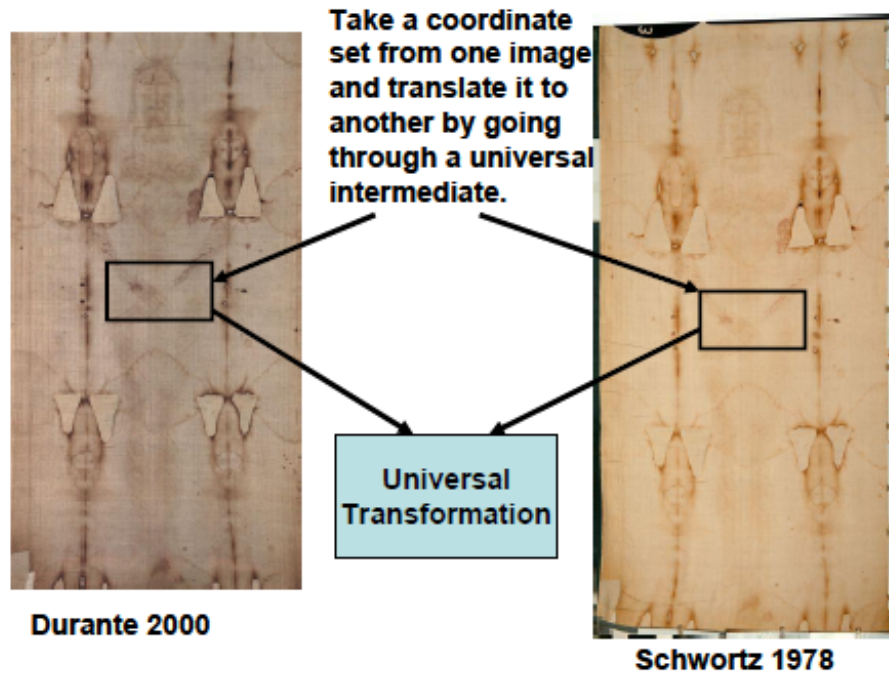 Take a coordinate
set from one image
and translate it to
another by going
through a universal
intermediate.
Universal
Transformation
Durante 2000
Schwortz 1978